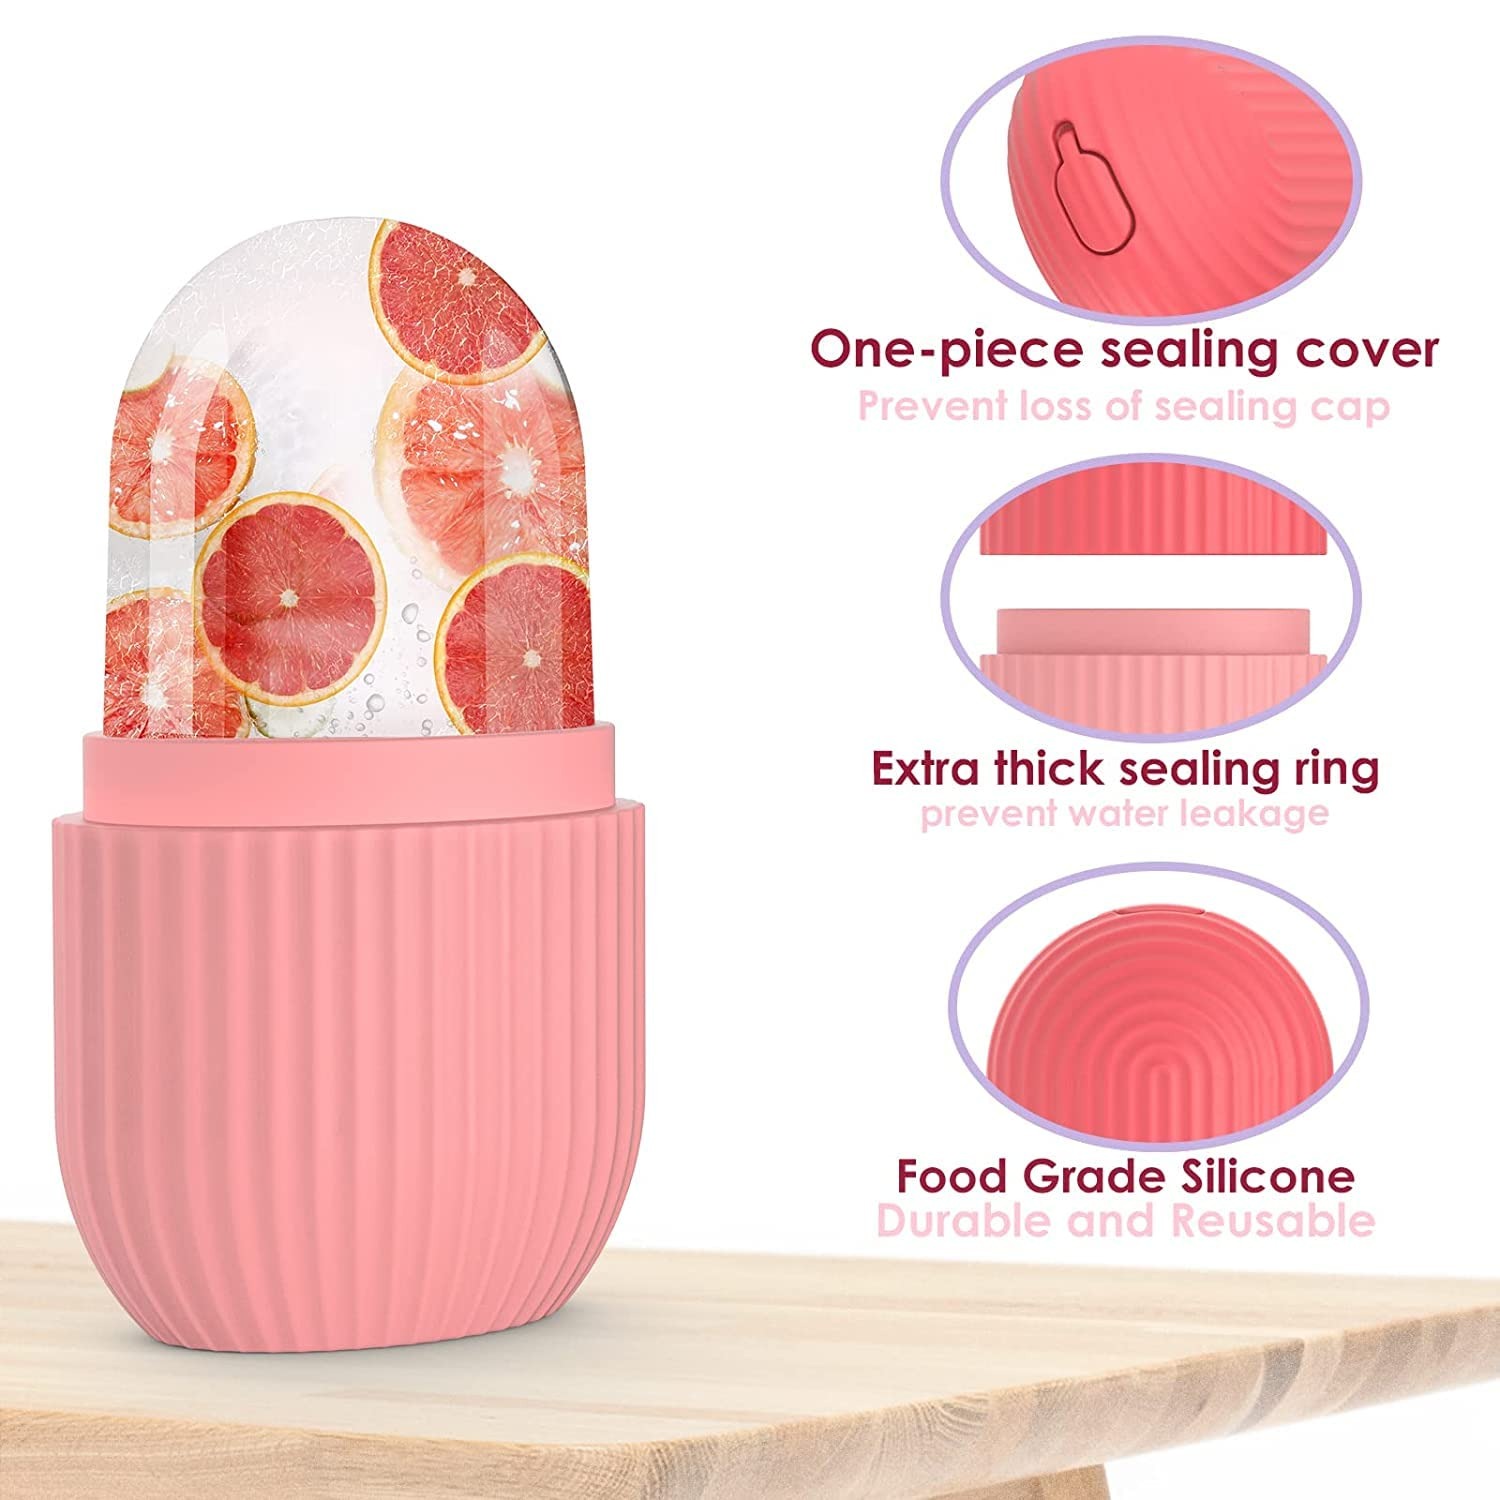 One-piece sealing cover
Prevent loss of sealing cap
Extra thick sealing ring
prevent water leakage
Food Grade Silicone
Durable and Reusable